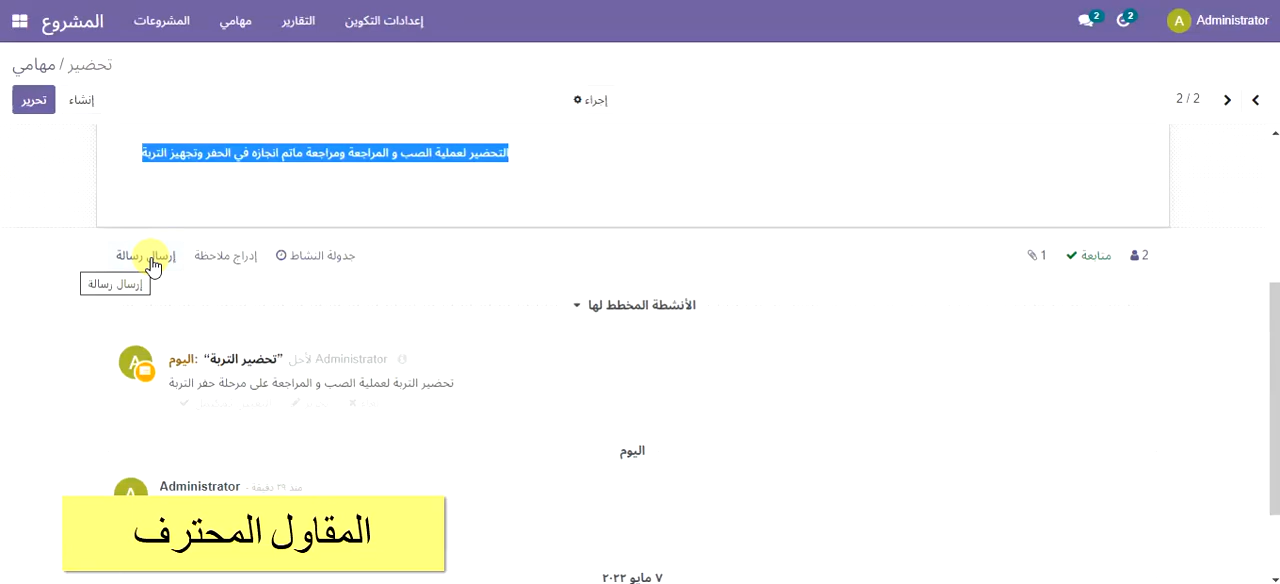 المشروع
المشروعات
مهامي
التقارير
إعدادات التكوين
2
2
A Administrator
مهامي / تحضير
تحرير
إنشاء
إجراء
2 / 2
التحضير لعملية الصب و المراجعة ومراجعة ماتم انجازه في الحفر وتجهيز التربة
إرسال رسالة
إدراج ملاحظة
جدولة النشاط
1
متابعة
2
إرسال رسالة
الأنشطة المخطط لها
A
اليوم: “تحضير التربة” لأجل Administrator
تحضير التربة لعملية الصب و المراجعة على مرحلة حفر التربة
اليوم
A
Administrator - منذ ٣٩ دقيقة
المقاول المحترف
٧ مايو ٢٠٢٢